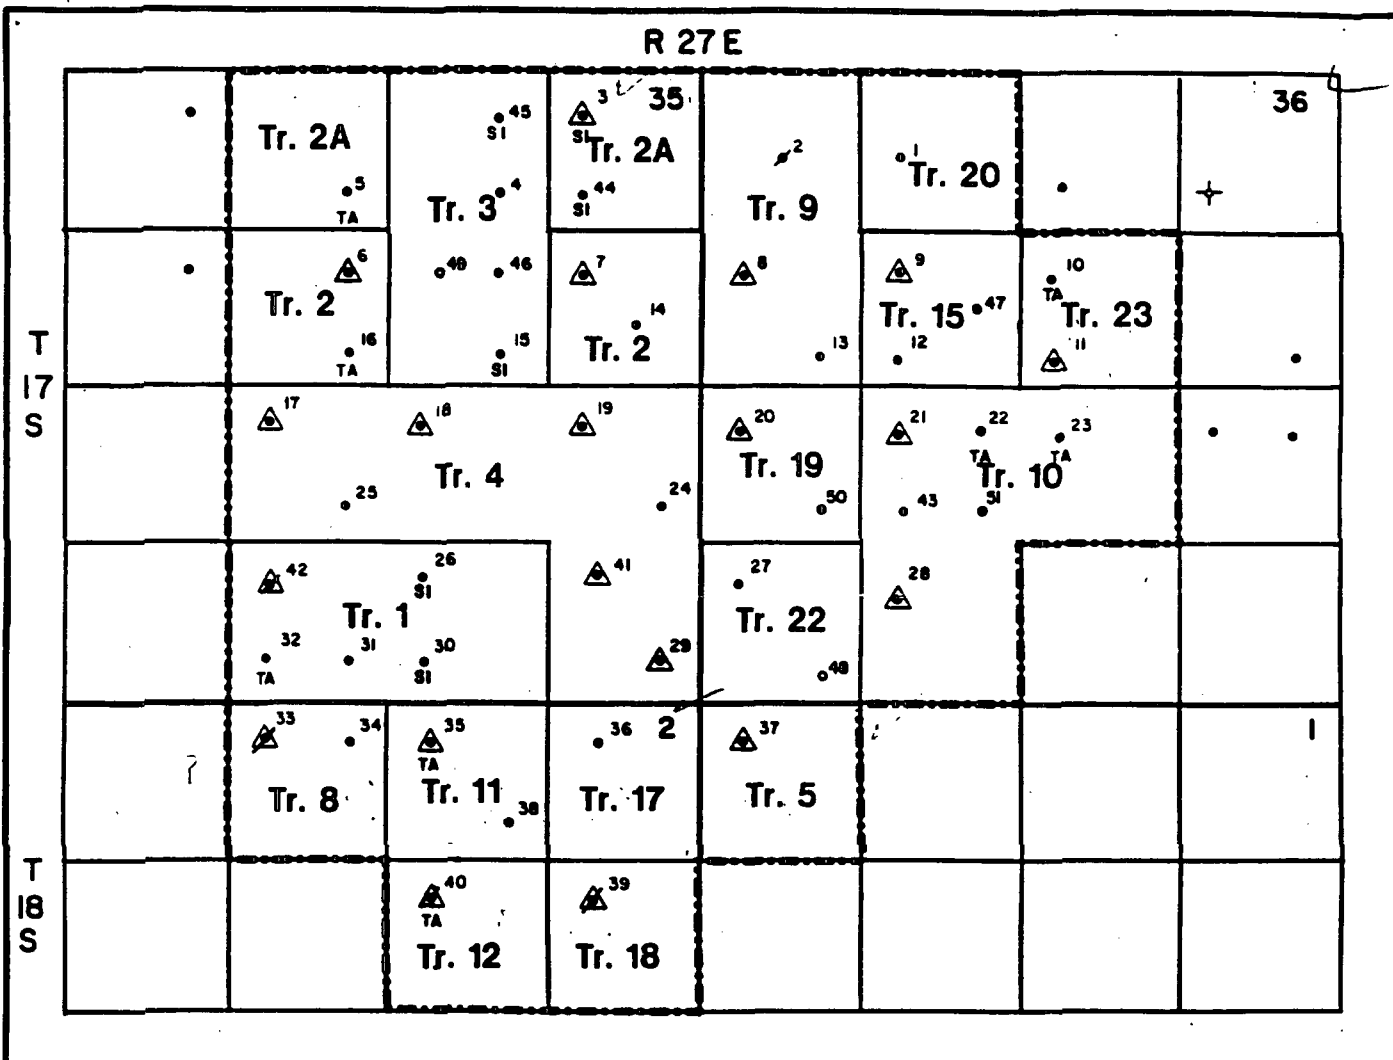 R 27 E
35
36
Tr. 2A
5
TA
45
SI
4
Tr. 3
3
SI
Tr. 2A
44
SI
2
Tr. 9
1
Tr. 20
T
17
S
6
Tr. 2
16
TA
49
46
15
SI
7
14
Tr. 2
8
13
9
Tr. 15
47
12
10
TA
Tr. 23
11
17
18
19
Tr. 4
25
24
20
Tr. 19
50
21
22
TA
23
TA
Tr. 10
43
51
42
26
SI
Tr. 1
32
TA
31
30
SI
41
29
27
Tr. 22
48
28
33
34
Tr. 8
35
TA
Tr. 11
38
36
2
Tr. 17
37
Tr. 5
1
T
18
S
40
TA
Tr. 12
39
Tr. 18